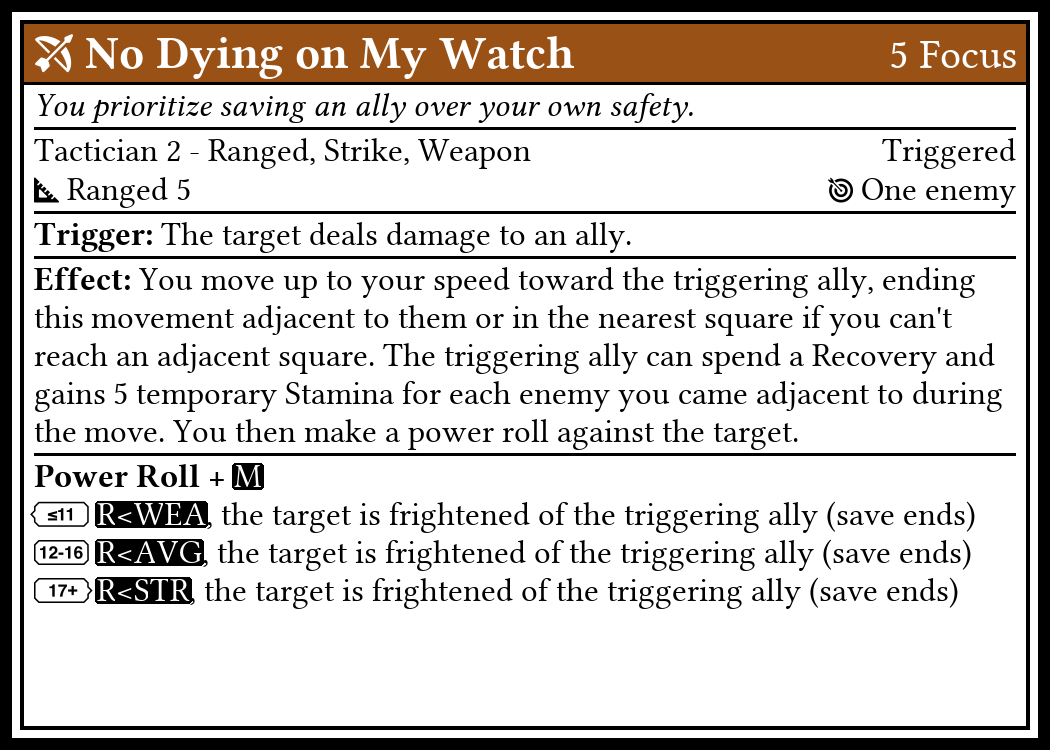 No Dying on My Watch 5 Focus
You prioritize saving an ally over your own safety.
Tactician 2 - Ranged, Strike, Weapon Triggered
Ranged 5 One enemy
Trigger: The target deals damage to an ally.
Effect: You move up to your speed toward the triggering ally, ending
this movement adjacent to them or in the nearest square if you can't
reach an adjacent square. The triggering ally can spend a Recovery and
gains 5 temporary Stamina for each enemy you came adjacent to during
the move. You then make a power roll against the target.
Power Roll + M
≤11 R<WEA, the target is frightened of the triggering ally (save ends)
12-16 R<AVG, the target is frightened of the triggering ally (save ends)
17+ R<STR, the target is frightened of the triggering ally (save ends)